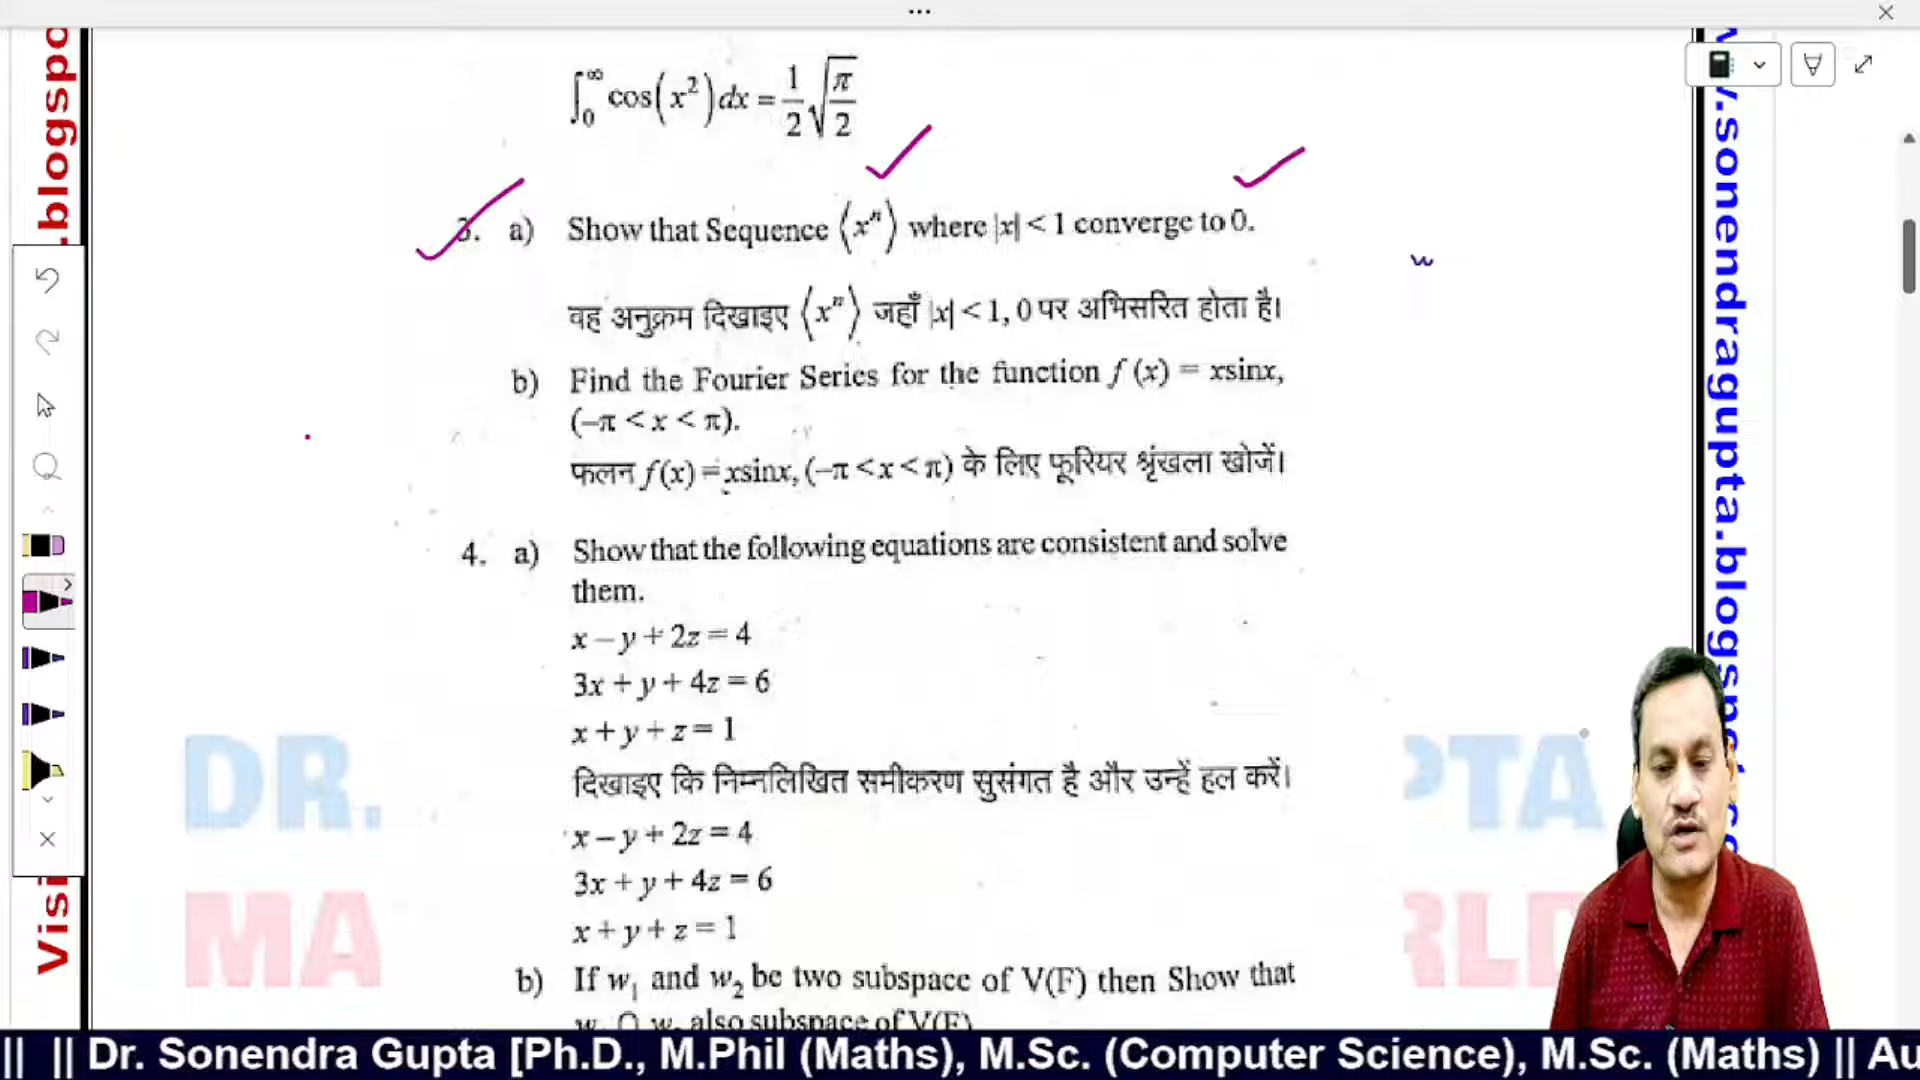 ...
∫₀^∞ cos(x²)dx = 1/2 √(π/2)
3. a) Show that Sequence ⟨xⁿ⟩ where |x| < 1 converge to 0.
वह अनुक्रम दिखाइए ⟨xⁿ⟩ जहाँ |x| < 1, 0 पर अभिसरित होता है।
b) Find the Fourier Series for the function f (x) = xsinx,
(–π < x < π).
फलन f(x) = xsinx, (–π < x < π) के लिए फूरियर श्रृंखला खोजें।
4. a) Show that the following equations are consistent and solve
them.
x – y + 2z = 4
3x + y + 4z = 6
x + y + z = 1
दिखाइए कि निम्नलिखित समीकरण सुसंगत है और उन्हें हल करें।
x – y + 2z = 4
3x + y + 4z = 6
x + y + z = 1
b) If w₁ and w₂ be two subspace of V(F) then Show that
also subspace of V(F)
DR.
PTA
MA
RLD
Visi
.blogspo
v.sonendragupta.blogsp
|| || Dr. Sonendra Gupta [Ph.D., M.Phil (Maths), M.Sc. (Computer Science), M.Sc. (Maths) || Au